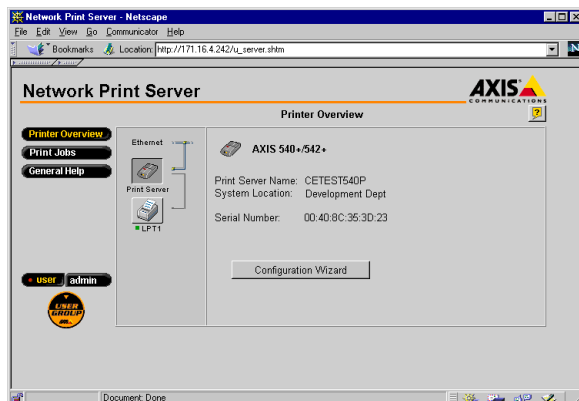 Network Print Server - Netscape
File Edit View Go Communicator Help
Bookmarks Location: http://171.16.4.242/u_server.shtm
Network Print Server
AXIS
COMMUNICATIONS
Printer Overview
?
Printer Overview
Print Jobs
General Help
Ethernet
Print Server
LPT1
AXIS 540+/542+
Print Server Name: CETEST540P
System Location: Development Dept
Serial Number: 00:40:8C:35:3D:23
Configuration Wizard
user admin
USER
GROUP
Document: Done